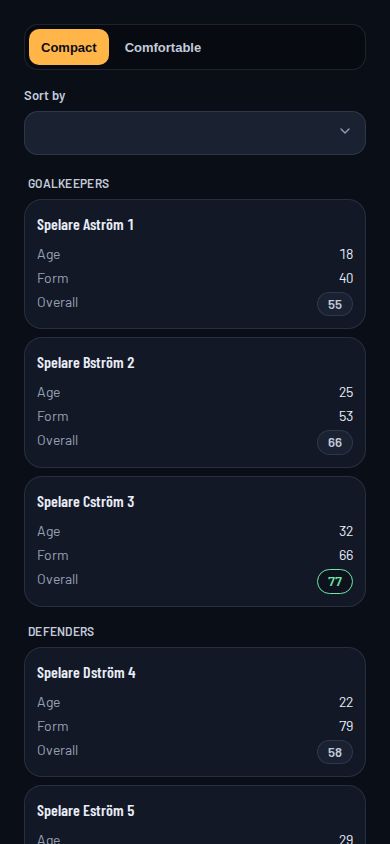 Compact Comfortable
Sort by
GOALKEEPERS
Spelare Aström 1
Age 18
Form 40
Overall 55
Spelare Bström 2
Age 25
Form 53
Overall 66
Spelare Cström 3
Age 32
Form 66
Overall 77
DEFENDERS
Spelare Dström 4
Age 22
Form 79
Overall 58
Spelare Eström 5
Age 29